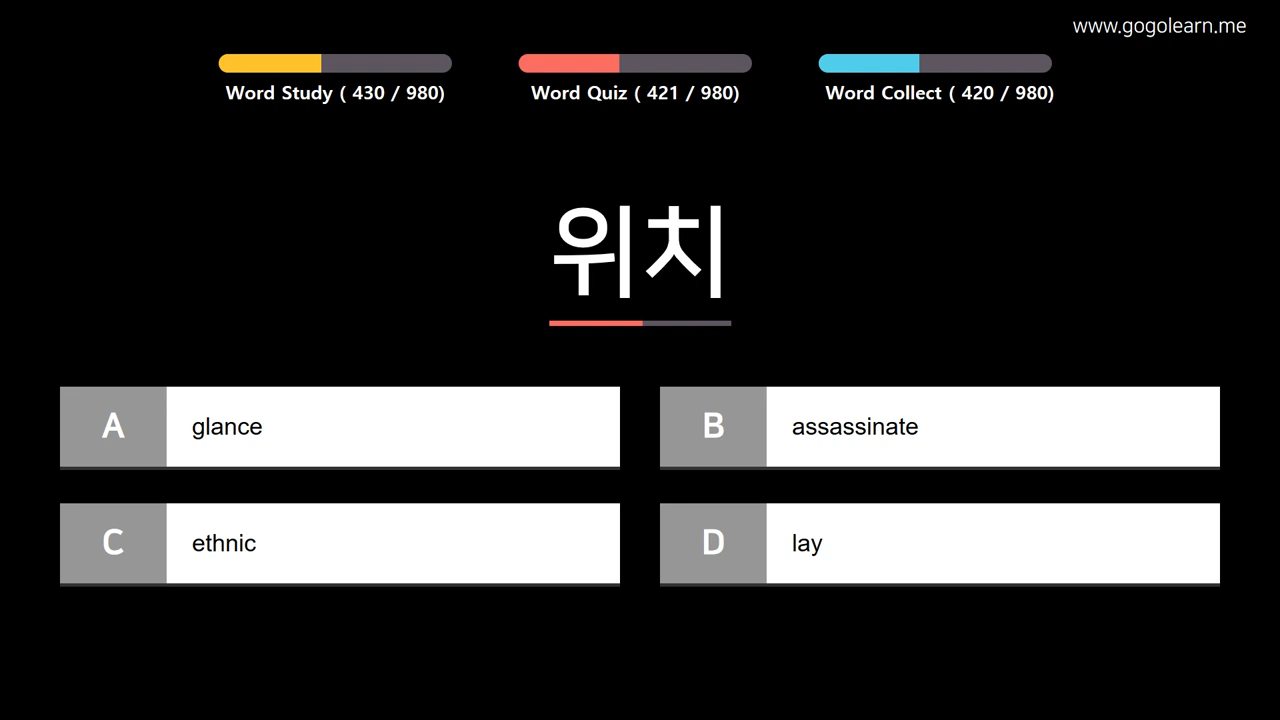 www.gogolearn.me
Word Study ( 430 / 980)
Word Quiz ( 421 / 980)
Word Collect ( 420 / 980)
위치
A glance
B assassinate
C ethnic
D lay